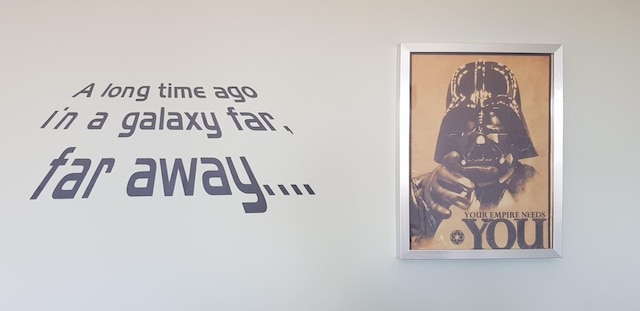 A long time ago
in a galaxy far,
far away....
YOUR EMPIRE NEEDS
YOU